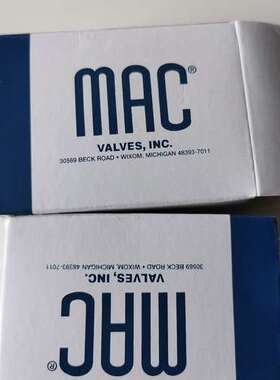 MAC®
VALVES, INC.
30569 BECK ROAD • WIXOM, MICHIGAN 48393-7011
30569 BECK ROAD • WIXOM, MICHIGAN 48393-7011
VALVES, INC.
MAC®